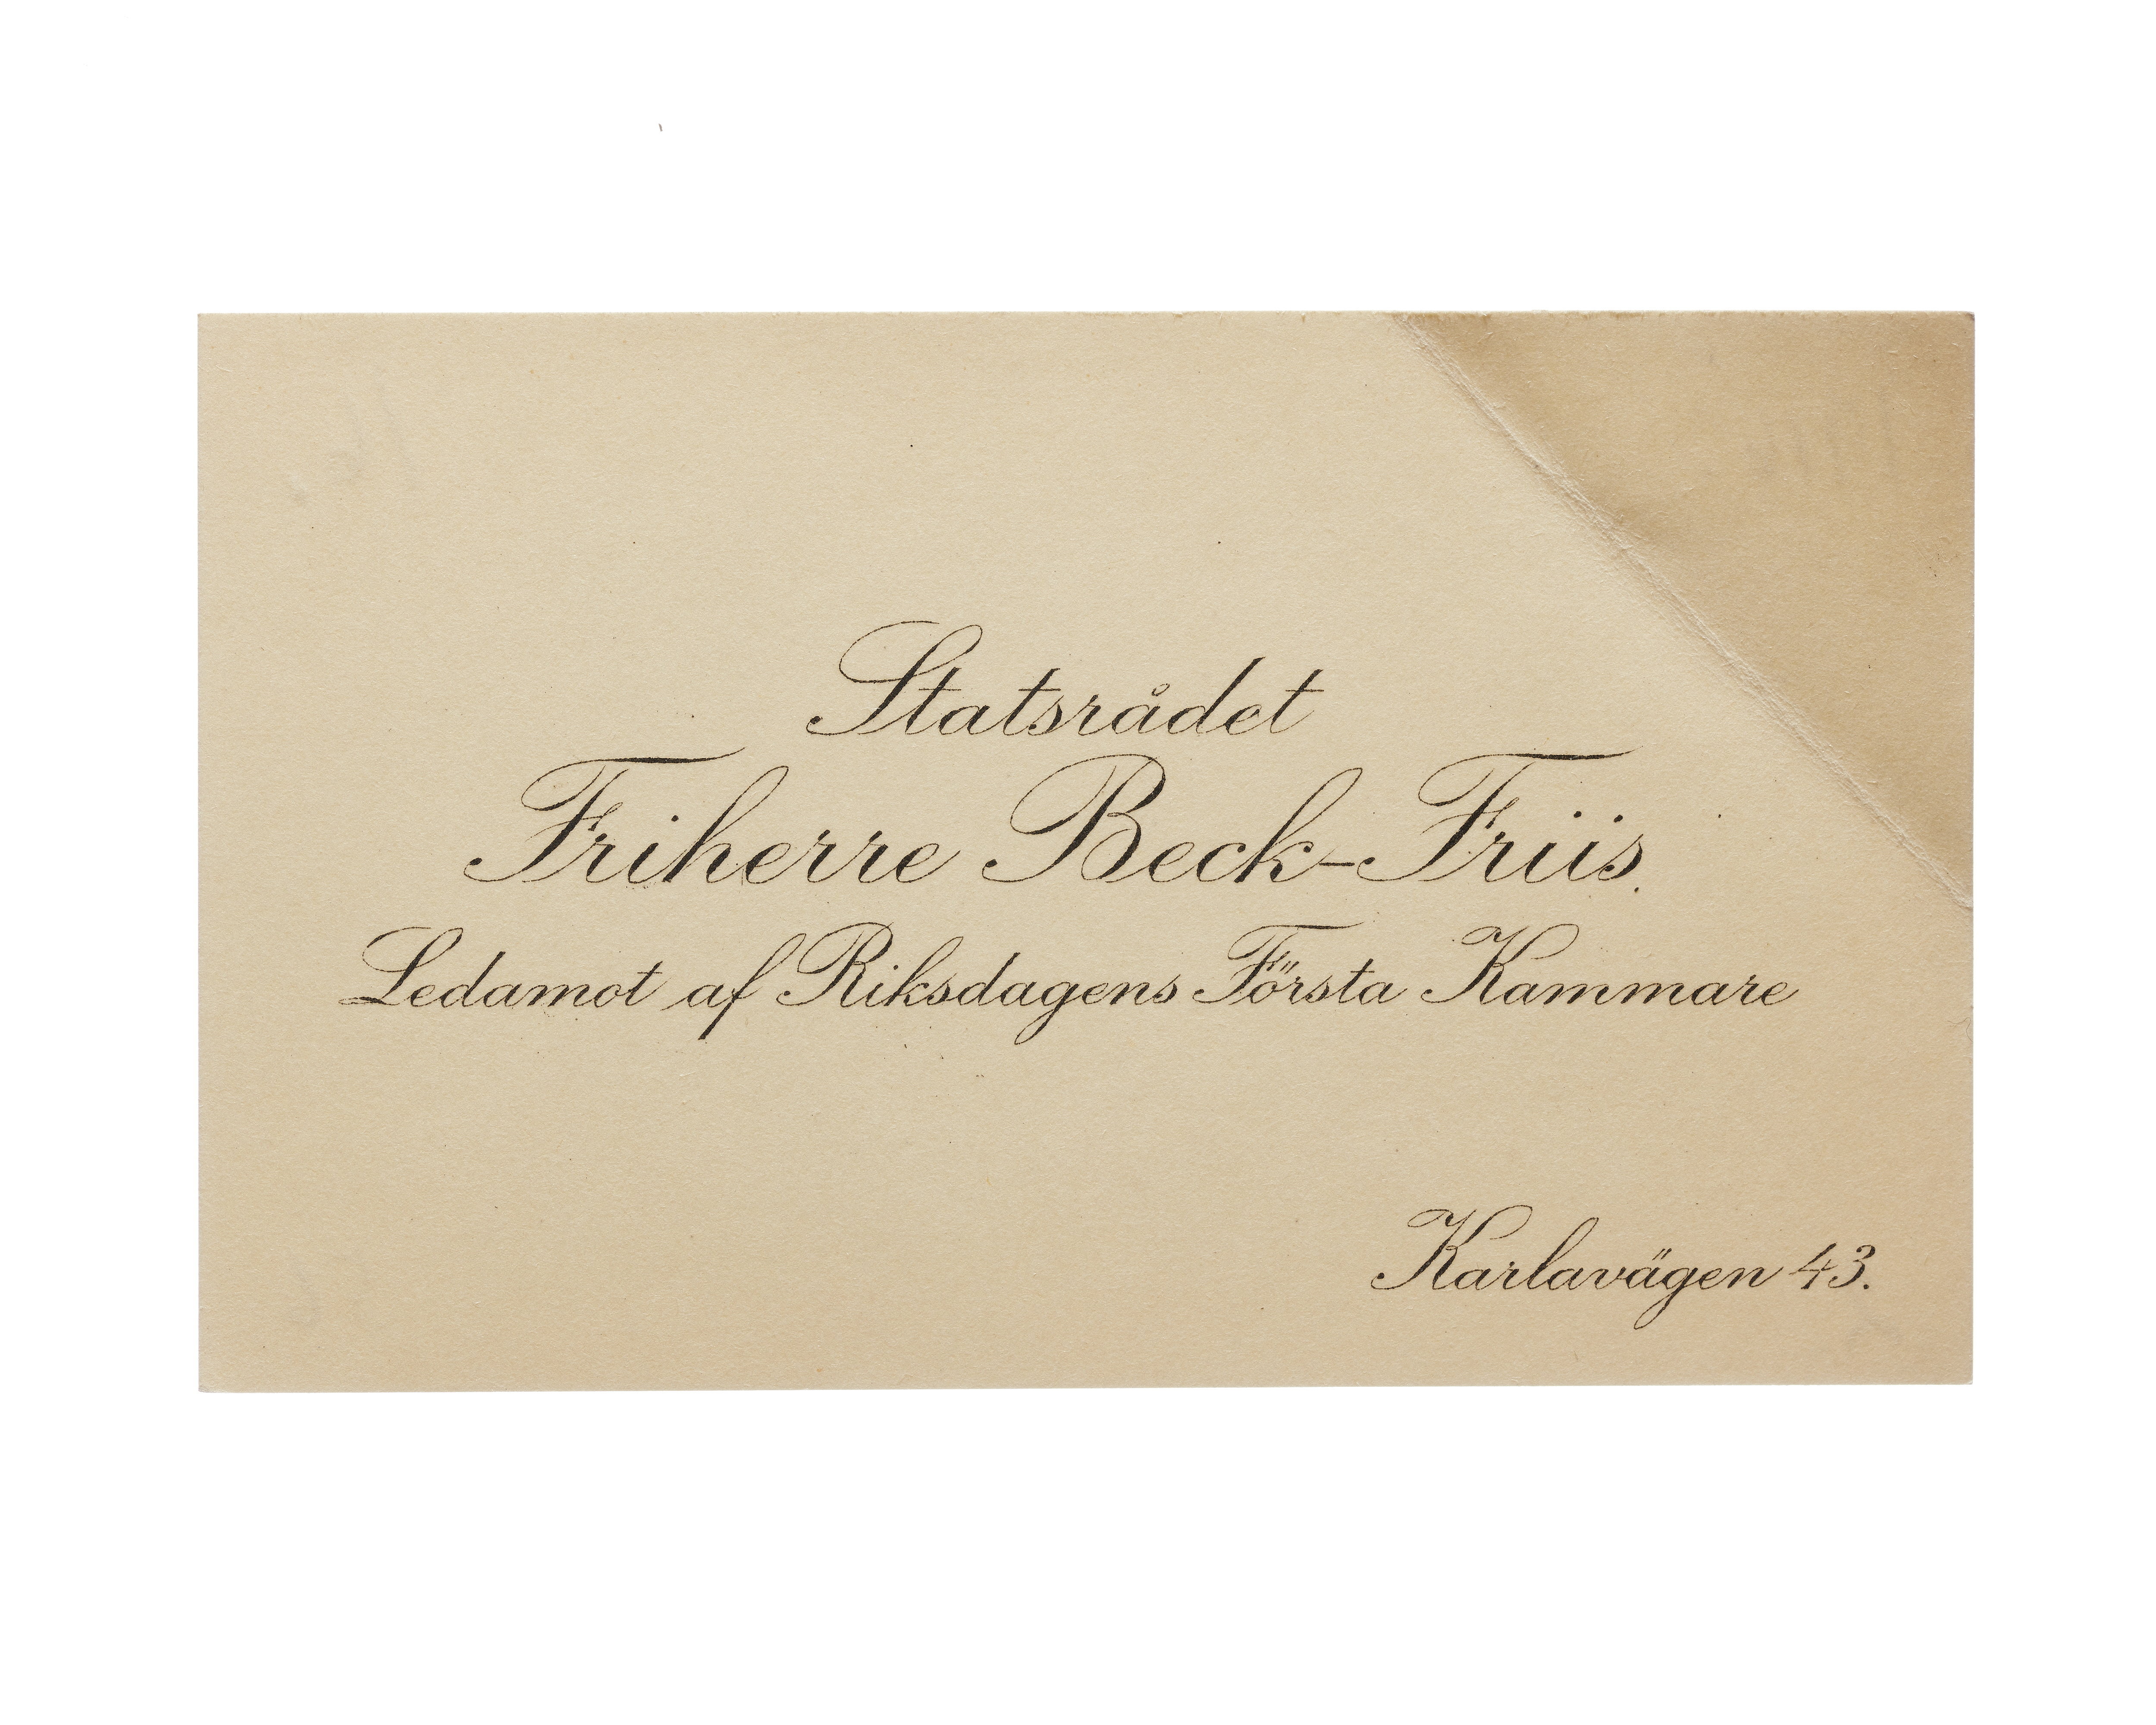 Statsrådet
Friherre Beck-Friis.
Ledamot af Riksdagens Första Kammare
Karlavägen 43.